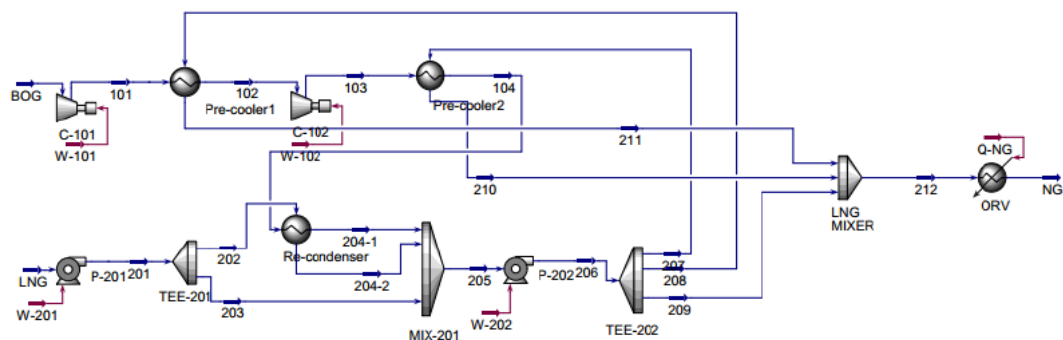 BOG
101
C-101
W-101
Pre-cooler1
102
C-102
W-102
103
Pre-cooler2
104
211
210
LNG
MIXER
212
Q-NG
ORV
NG
LNG
W-201
P-201
201
TEE-201
202
203
Re-condenser
204-1
204-2
MIX-201
205
W-202
P-202
206
TEE-202
207
208
209